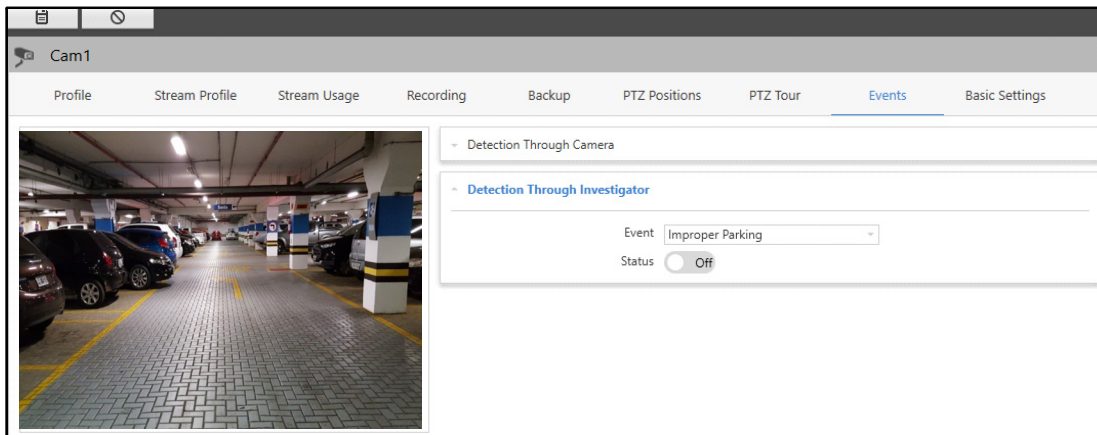 Cam1
Profile Stream Profile Stream Usage Recording Backup PTZ Positions PTZ Tour Events Basic Settings
Detection Through Camera
Detection Through Investigator
Event Improper Parking
Status Off